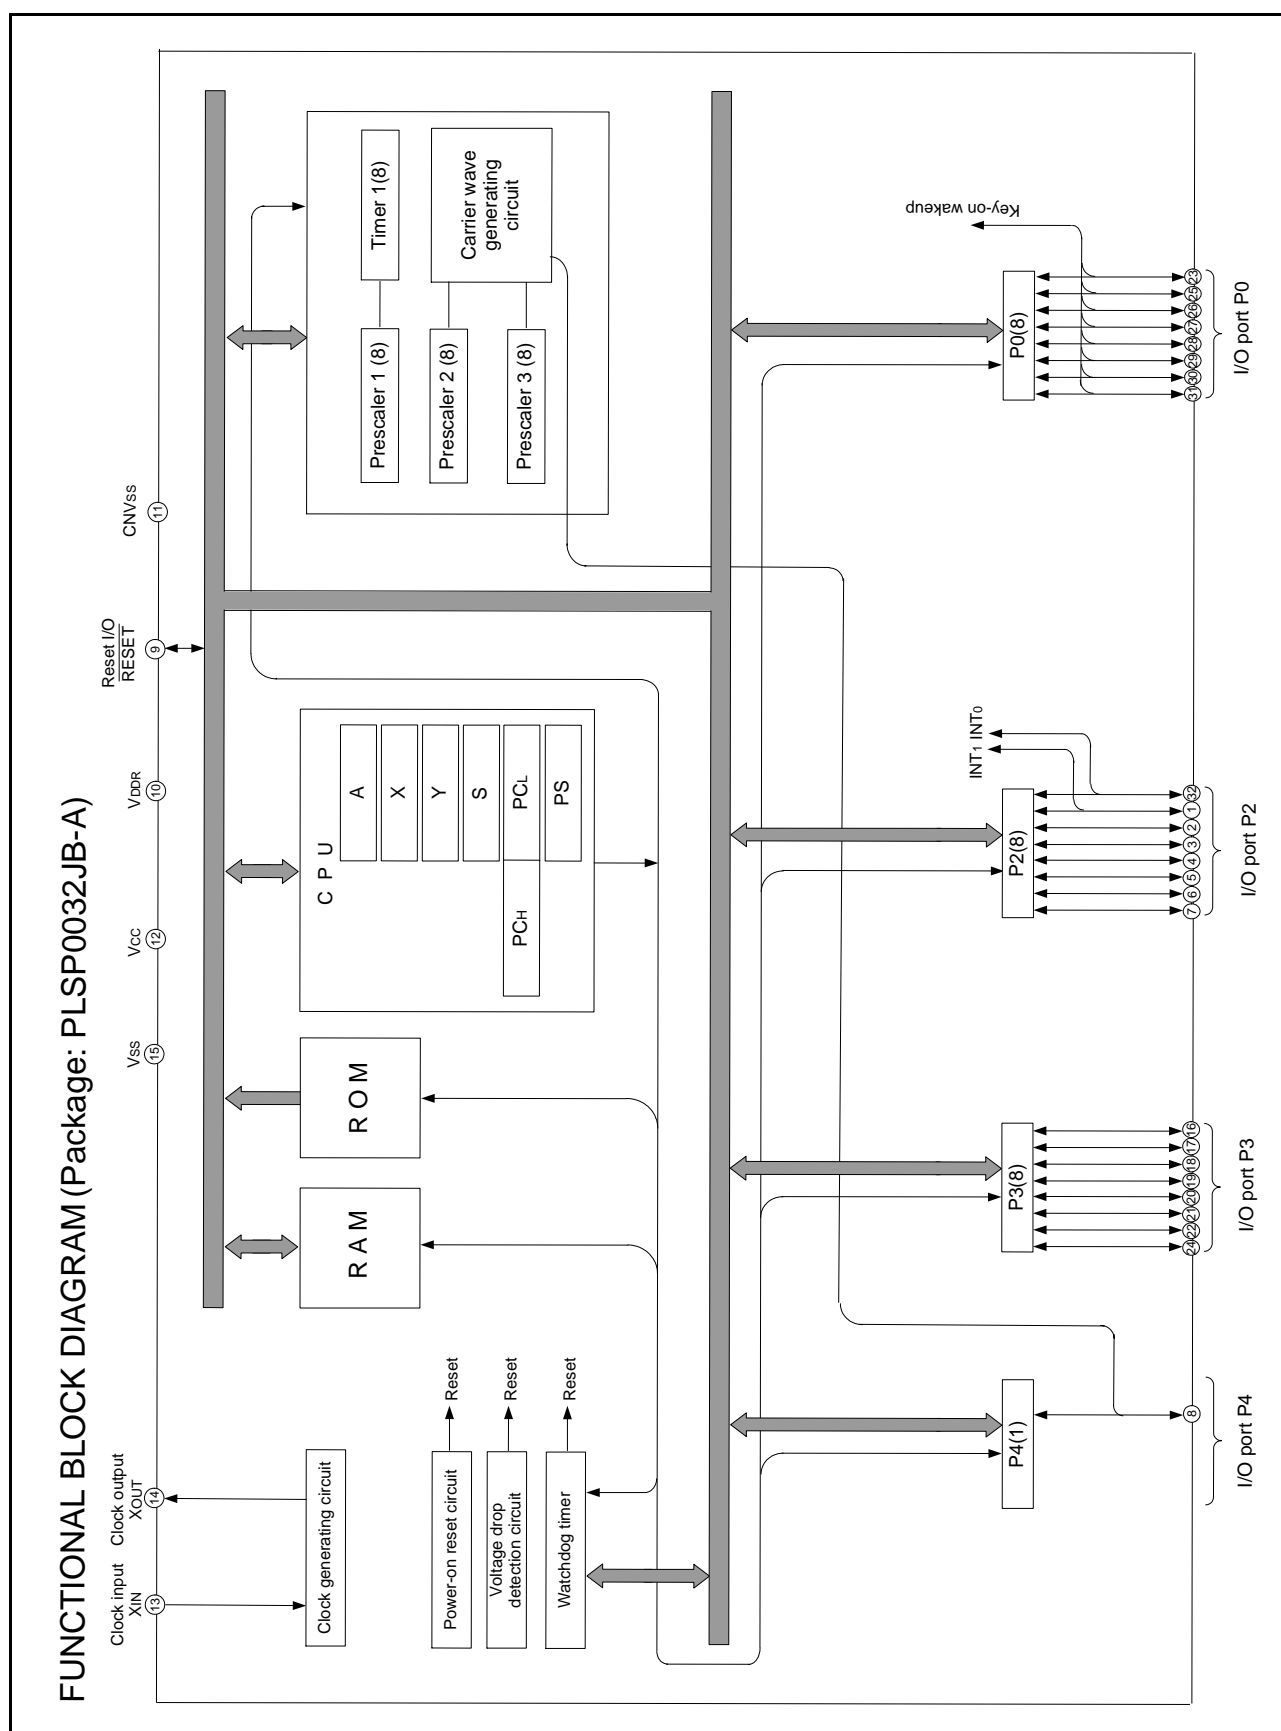 FUNCTIONAL BLOCK DIAGRAM (Package: PLSP0032JB-A)
Clock input
XIN
13
Clock output
XOUT
14
VSS
15
VCC
12
VDDR
10
Reset I/O
RESET
9
CNVSS
11
Clock generating circuit
Power-on reset circuit
Reset
Voltage drop
detection circuit
Reset
Watchdog timer
Reset
RAM
ROM
CPU
A
X
Y
S
PCH
PCL
PS
Prescaler 1 (8)
Timer 1(8)
Prescaler 2 (8)
Prescaler 3 (8)
Carrier wave
generating
circuit
P4(1)
P3(8)
P2(8)
INT1 INT0
P0(8)
Key-on wakeup
8
24 22 21 20 19 18 17 16
7 6 5 4 3 2 1 32
31 30 29 28 27 26 25 23
I/O port P4
I/O port P3
I/O port P2
I/O port P0